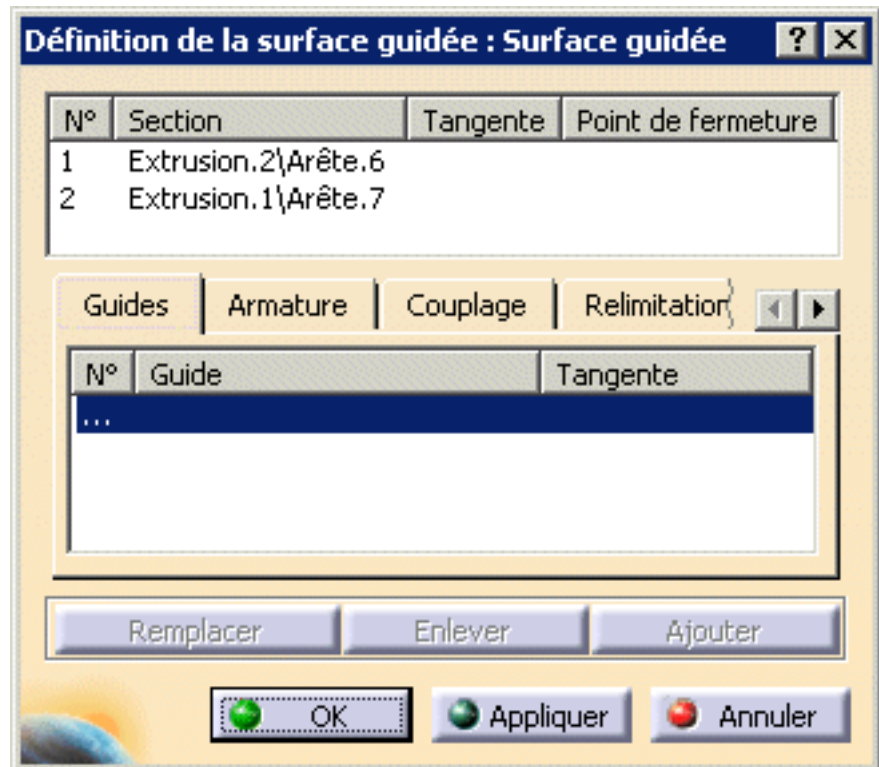 Définition de la surface guidée : Surface guidée ? X
N° Section Tangente Point de fermeture
1 Extrusion.2\Arête.6
2 Extrusion.1\Arête.7
Guides Armature Couplage Relimitation
N° Guide Tangente
...
Remplacer Enlever Ajouter
OK Appliquer Annuler